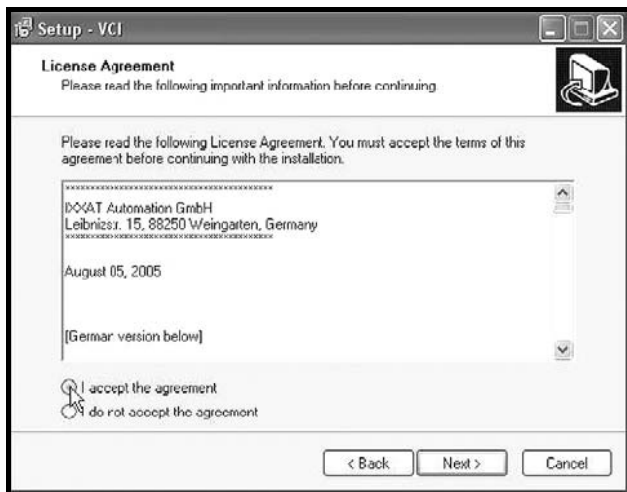 Setup - VCI
License Agreement
Please read the following important information before continuing
Please read the following License Agreement. You must accept the terms of this
agreement before continuing with the installation.
IXXAT Automation GmbH
Leibnizstr. 15, 88250 Weingarten, Germany
August 05, 2005
[German version below]
I accept the agreement
I do not accept the agreement
< Back
Next >
Cancel